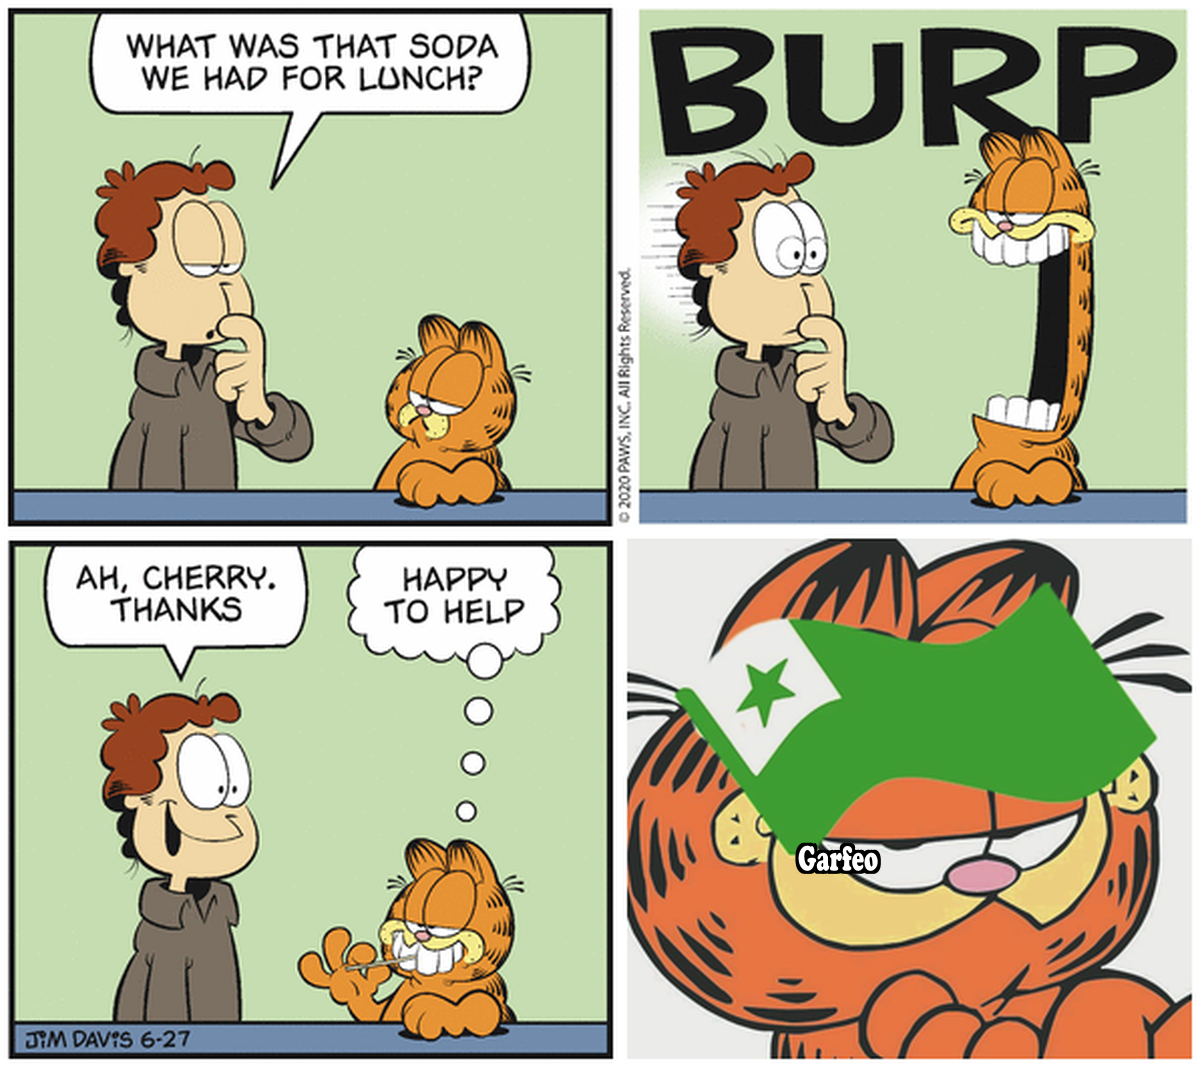 WHAT WAS THAT SODA
WE HAD FOR LUNCH?
BURP
© 2020 PAWS, INC. All Rights Reserved.
AH, CHERRY.
THANKS
HAPPY
TO HELP
JIM DAVIS 6-27
Garfeo